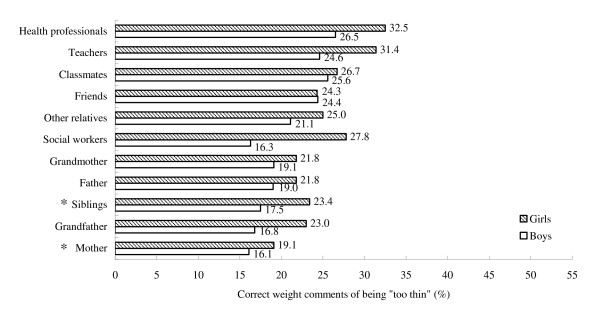 Health professionals 32.5
26.5
Teachers 31.4
24.6
Classmates 26.7
25.6
Friends 24.3
24.4
Other relatives 25.0
21.1
Social workers 27.8
16.3
Grandmother 21.8
19.1
Father 21.8
19.0
* Siblings 23.4
17.5
Grandfather 23.0
16.8
* Mother 19.1
16.1
Girls
Boys
0 5 10 15 20 25 30 35 40 45 50 55
Correct weight comments of being "too thin" (%)